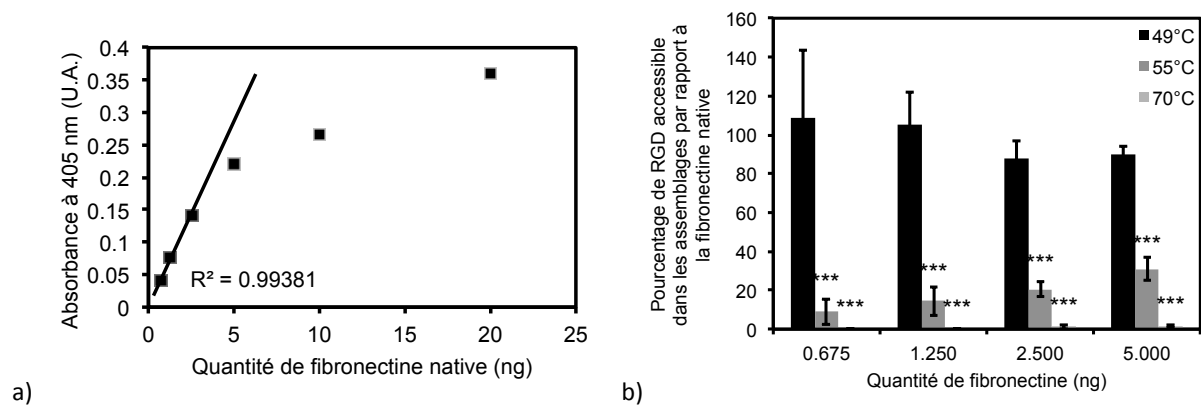 0.4
0.35
0.3
0.25
0.2
0.15
0.1
0.05
0
Absorbance à 405 nm (U.A.)
R² = 0.99381
0 5 10 15 20 25
Quantité de fibronectine native (ng)
a)
160
140
120
100
80
60
40
20
0
Pourcentage de RGD accessible
dans les assemblages par rapport à
la fibronectine native
49°C
55°C
70°C
*** *** *** *** *** *** *** ***
0.675 1.250 2.500 5.000
Quantité de fibronectine (ng)
b)